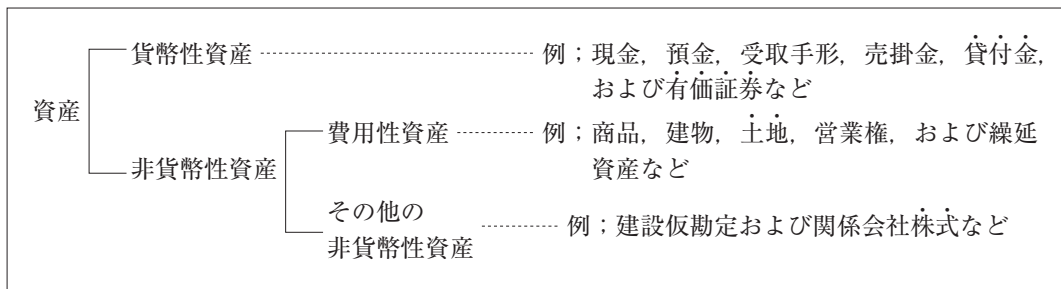 貨幣性資産 例；現金，預金，受取手形，売掛金，貸付金，
および有価証券など
資産
費用性資産 例；商品，建物，土地，営業権，および繰延
非貨幣性資産 資産など
その他の
例；建設仮勘定および関係会社株式など
非貨幣性資産